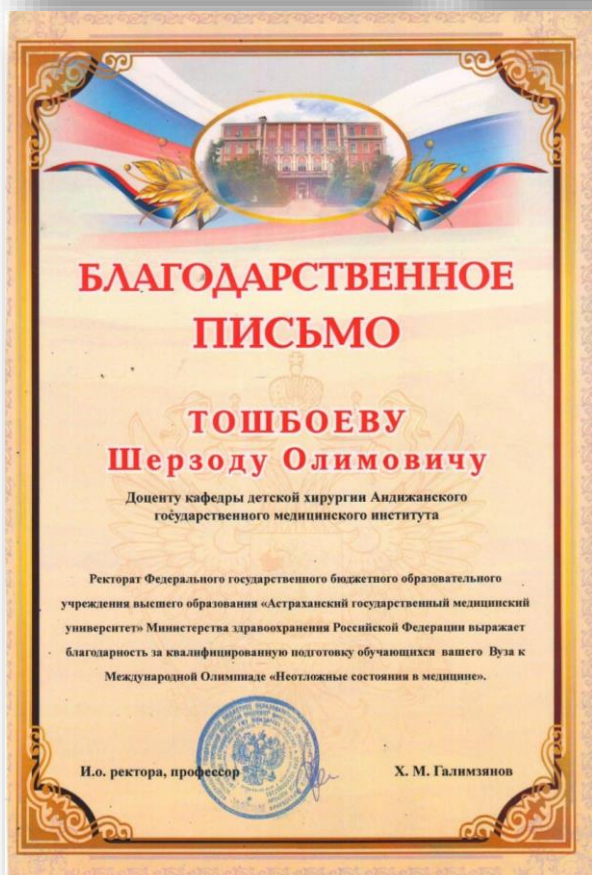 БЛАГОДАРСТВЕННОЕ
ПИСЬМО
ТОШБОЕВУ
Шерзоду Олимовичу
Доценту кафедры детской хирургии Андижанского
государственного медицинского института
Ректорат Федерального государственного бюджетного образовательного
учреждения высшего образования «Астраханский государственный медицинский
университет» Министерства здравоохранения Российской Федерации выражает
благодарность за квалифицированную подготовку обучающихся вашего Вуза к
Международной Олимпиаде «Неотложные состояния в медицине».
И.о. ректора, профессор
Х. М. Галимзянов